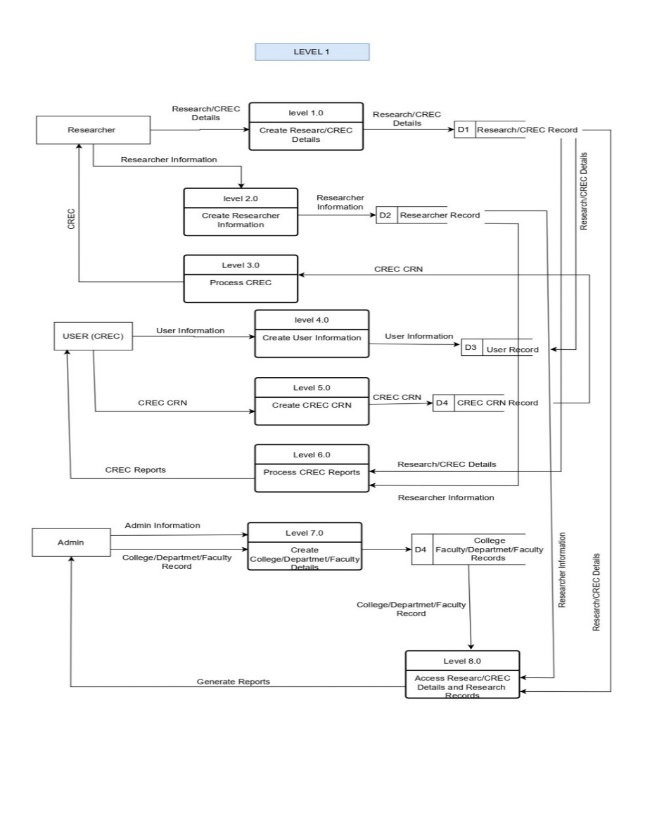 LEVEL 1
Research/CREC
Details
level 1.0
Research/CREC
Details
Researcher
Create Researc/CREC
Details
D1
Research/CREC Record
Researcher Information
Research/CREC Details
level 2.0
Create Researcher
Information
Researcher
Information
D2
Researcher Record
CREC
Level 3.0
Process CREC
CREC CRN
USER (CREC)
User Information
level 4.0
Create User Information
User Information
D3
User Record
CREC CRN
Level 5.0
Create CREC CRN
CREC CRN
D4
CREC CRN Record
CREC Reports
Level 6.0
Process CREC Reports
Research/CREC Details
Researcher Information
Admin
Admin Information
College/Departmet/Faculty
Record
Level 7.0
Create
College/Departmet/Faculty
Details
D4
College
Faculty/Departmet/Faculty
Records
Researcher Information
Research/CREC Details
College/Departmet/Faculty
Record
Level 8.0
Access Researc/CREC
Details and Research
Records
Generate Reports